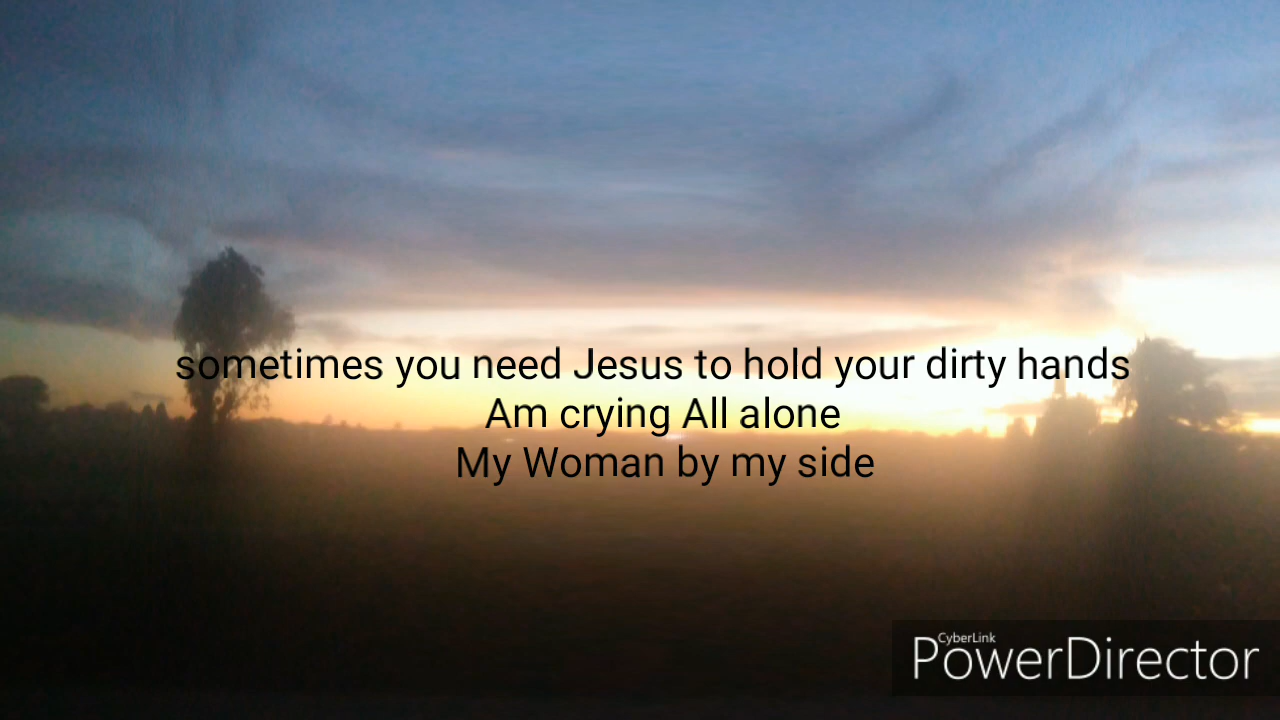 sometimes you need Jesus to hold your dirty hands
Am crying All alone
My Woman by my side
CyberLink
PowerDirector